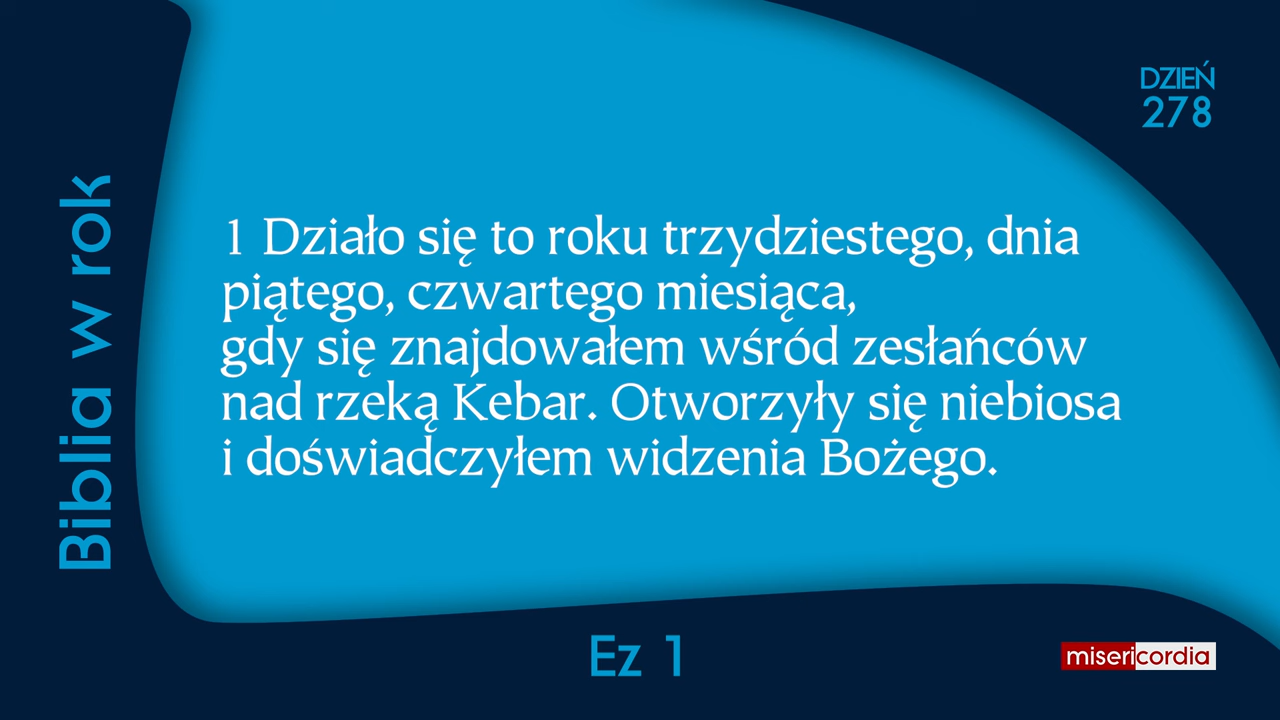 DZIEŃ
278
Biblia w rok
1 Działo się to roku trzydziestego, dnia
piątego, czwartego miesiąca,
gdy się znajdowałem wśród zesłańców
nad rzeką Kebar. Otworzyły się niebiosa
i doświadczyłem widzenia Bożego.
Ez 1
misericordia